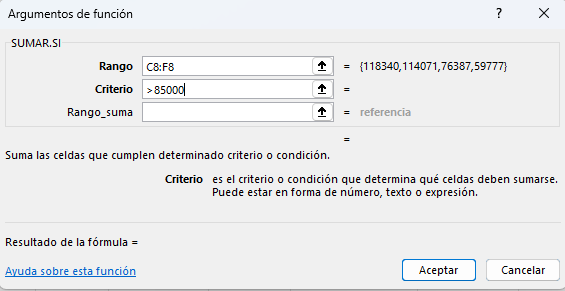 Argumentos de función ? ×
SUMAR.SI
Rango C8:F8 = {118340,114071,76387,59777}
Criterio >85000 =
Rango_suma = referencia
=
Suma las celdas que cumplen determinado criterio o condición.
Criterio es el criterio o condición que determina qué celdas deben sumarse.
Puede estar en forma de número, texto o expresión.
Resultado de la fórmula =
Ayuda sobre esta función Aceptar Cancelar